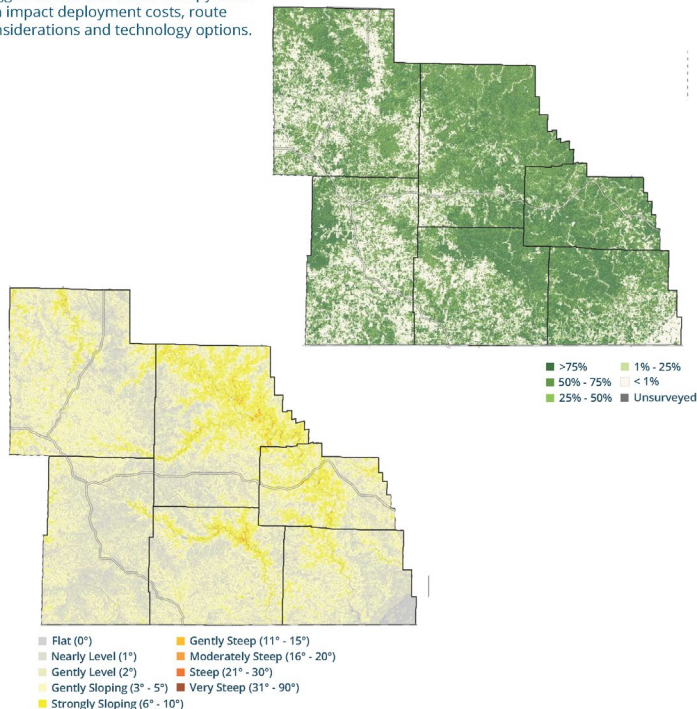 impact deployment costs, route
considerations and technology options.
>75%
50% - 75%
25% - 50%
1% - 25%
< 1%
Unsurveyed
Flat (0°)
Nearly Level (1°)
Gently Level (2°)
Gently Sloping (3° - 5°)
Strongly Sloping (6° - 10°)
Gently Steep (11° - 15°)
Moderately Steep (16° - 20°)
Steep (21° - 30°)
Very Steep (31° - 90°)